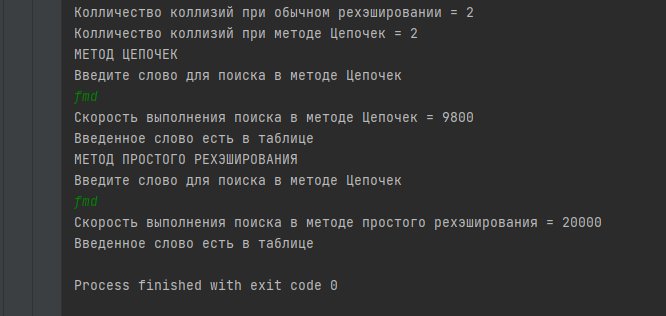 Колличество коллизий при обычном рехэшировании = 2
Колличество коллизий при методе Цепочек = 2
МЕТОД ЦЕПОЧЕК
Введите слово для поиска в методе Цепочек
fmd
Скорость выполнения поиска в методе Цепочек = 9800
Введенное слово есть в таблице
МЕТОД ПРОСТОГО РЕХЭШИРОВАНИЯ
Введите слово для поиска в методе Цепочек
fmd
Скорость выполнения поиска в методе простого рехэширования = 20000
Введенное слово есть в таблице
Process finished with exit code 0